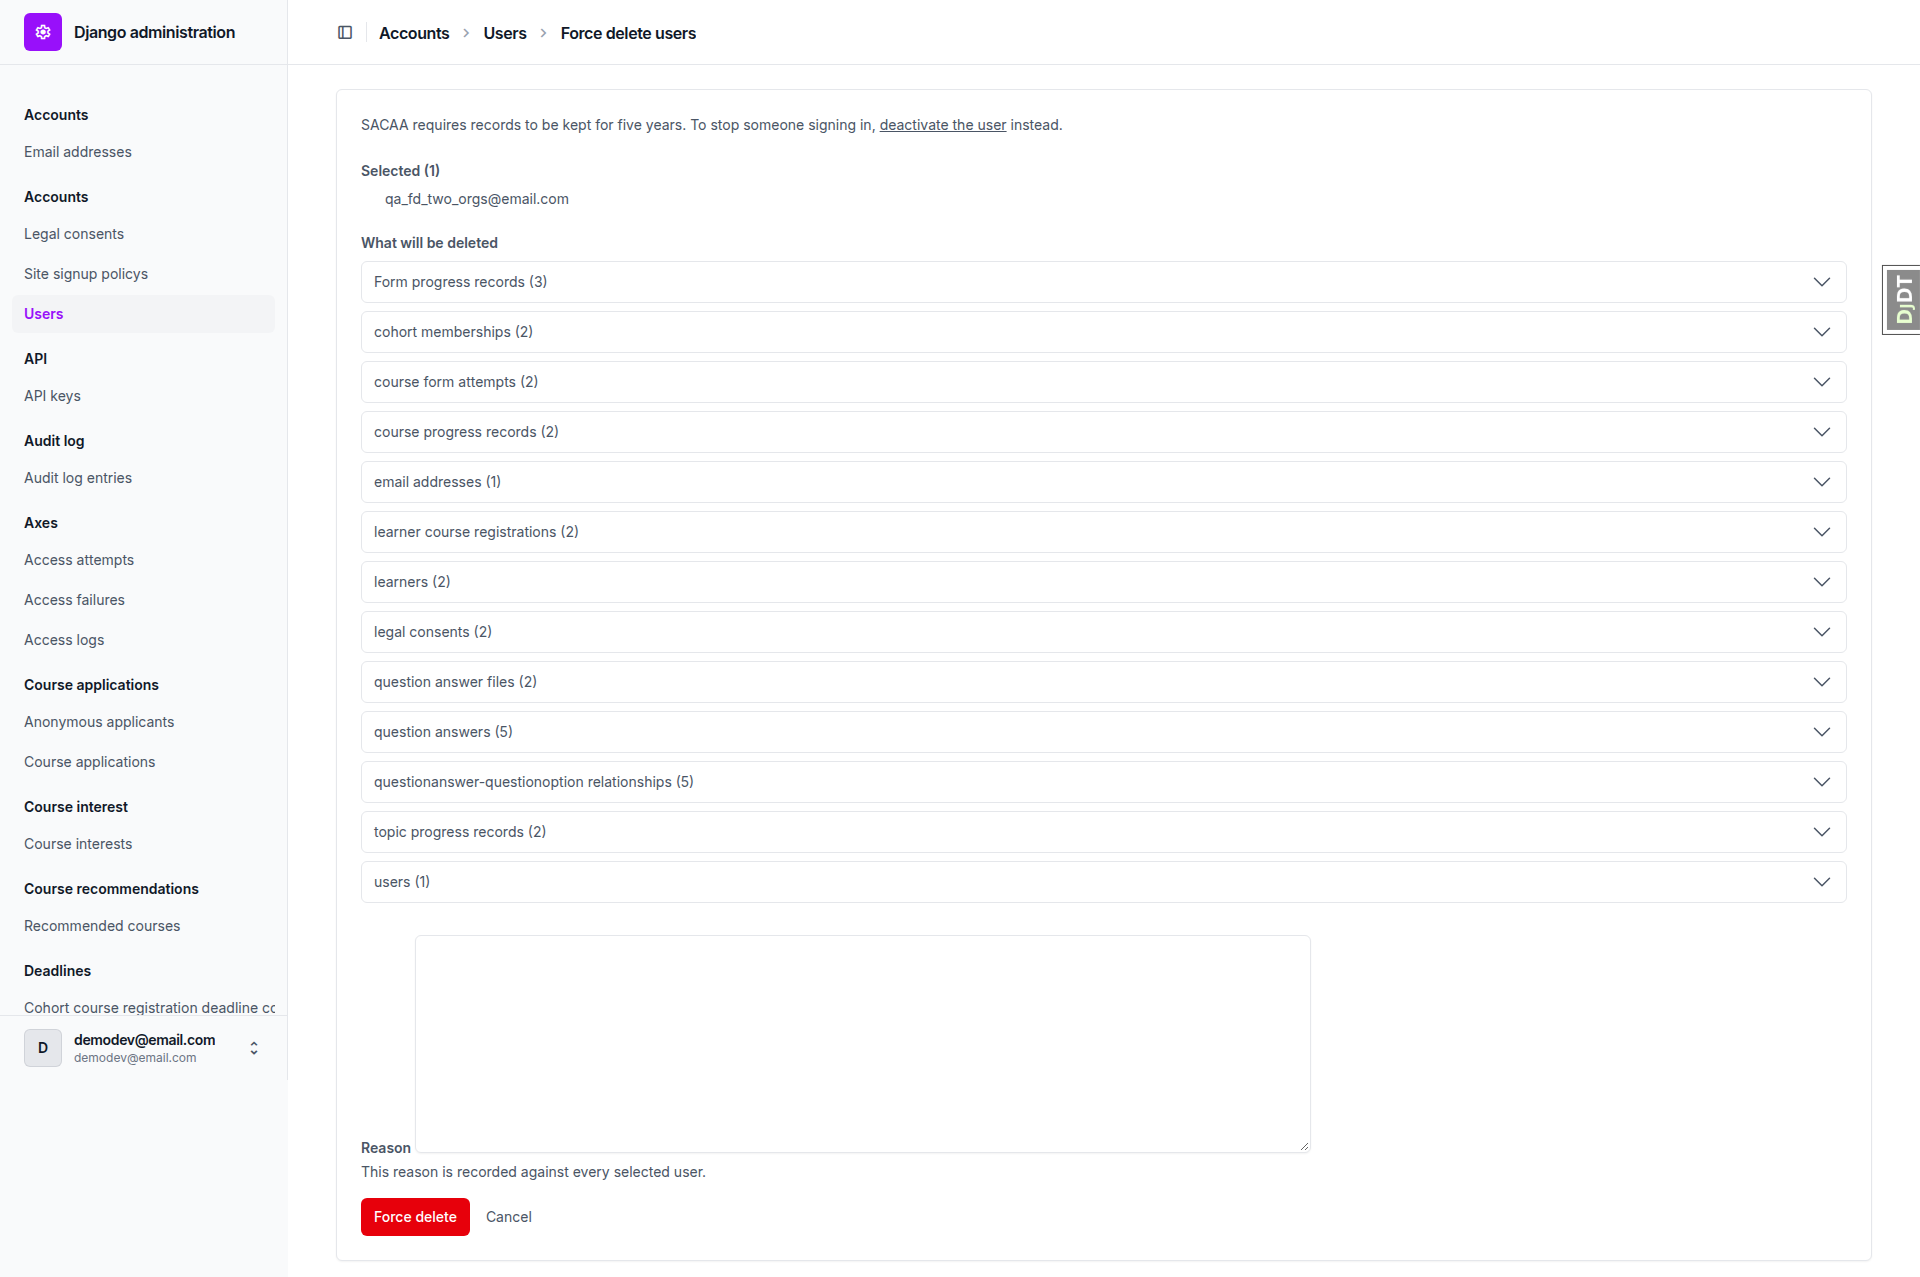 Django administration
Accounts
Users
Force delete users
Accounts
Email addresses
Accounts
Legal consents
Site signup policys
Users
API
API keys
Audit log
Audit log entries
Axes
Access attempts
Access failures
Access logs
Course applications
Anonymous applicants
Course applications
Course interest
Course interests
Course recommendations
Recommended courses
Deadlines
Cohort course registration deadline co
D
demodev@email.com
demodev@email.com
SACAA requires records to be kept for five years. To stop someone signing in, deactivate the user instead.
Selected (1)
qa_fd_two_orgs@email.com
What will be deleted
Form progress records (3)
cohort memberships (2)
course form attempts (2)
course progress records (2)
email addresses (1)
learner course registrations (2)
learners (2)
legal consents (2)
question answer files (2)
question answers (5)
questionanswer-questionoption relationships (5)
topic progress records (2)
users (1)
Reason
This reason is recorded against every selected user.
Force delete
Cancel
DjDT